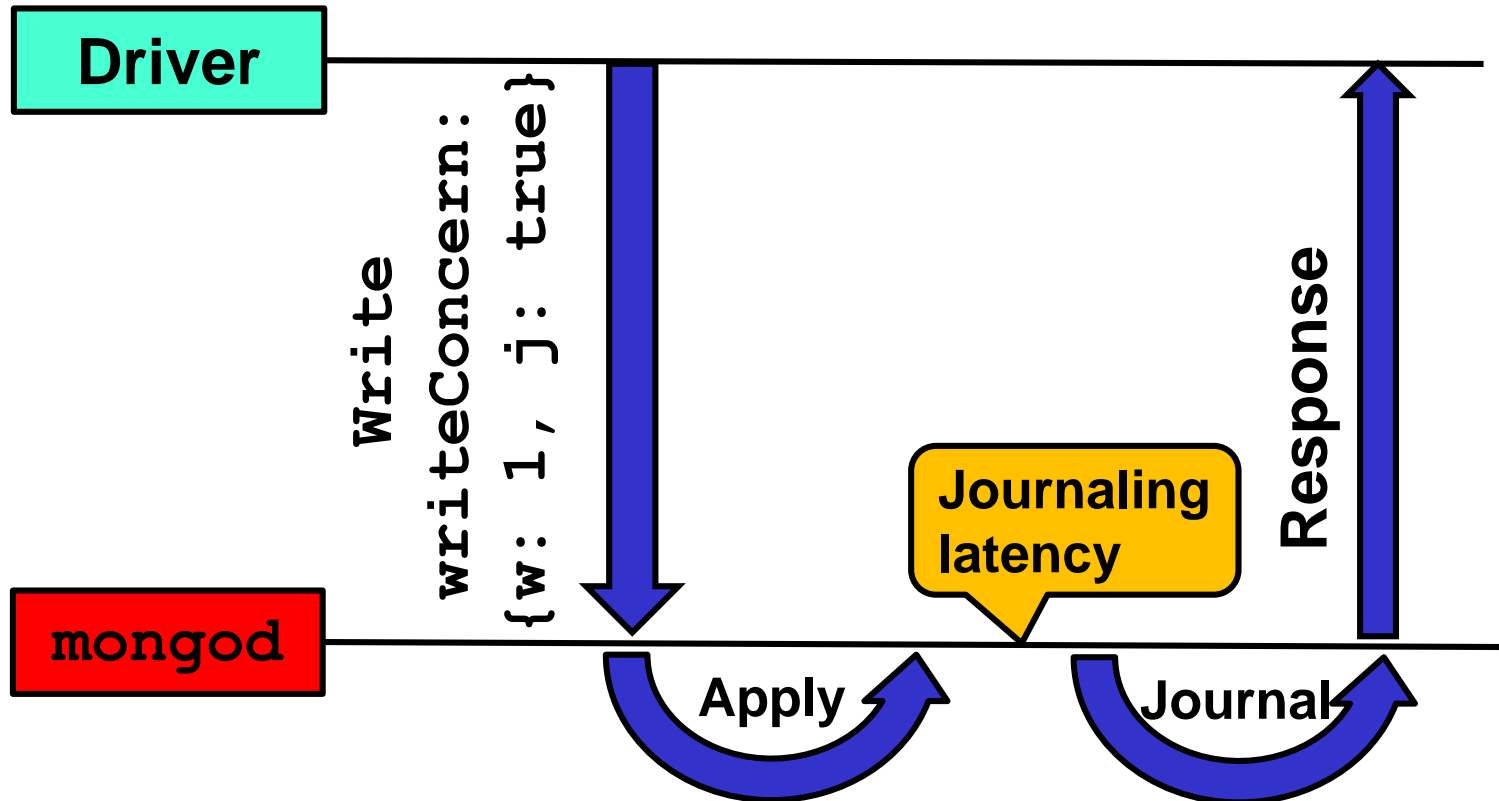 Driver
Write
writeConcern:
{w: 1, j: true}
Journaling
latency
Response
mongod
Apply
Journal